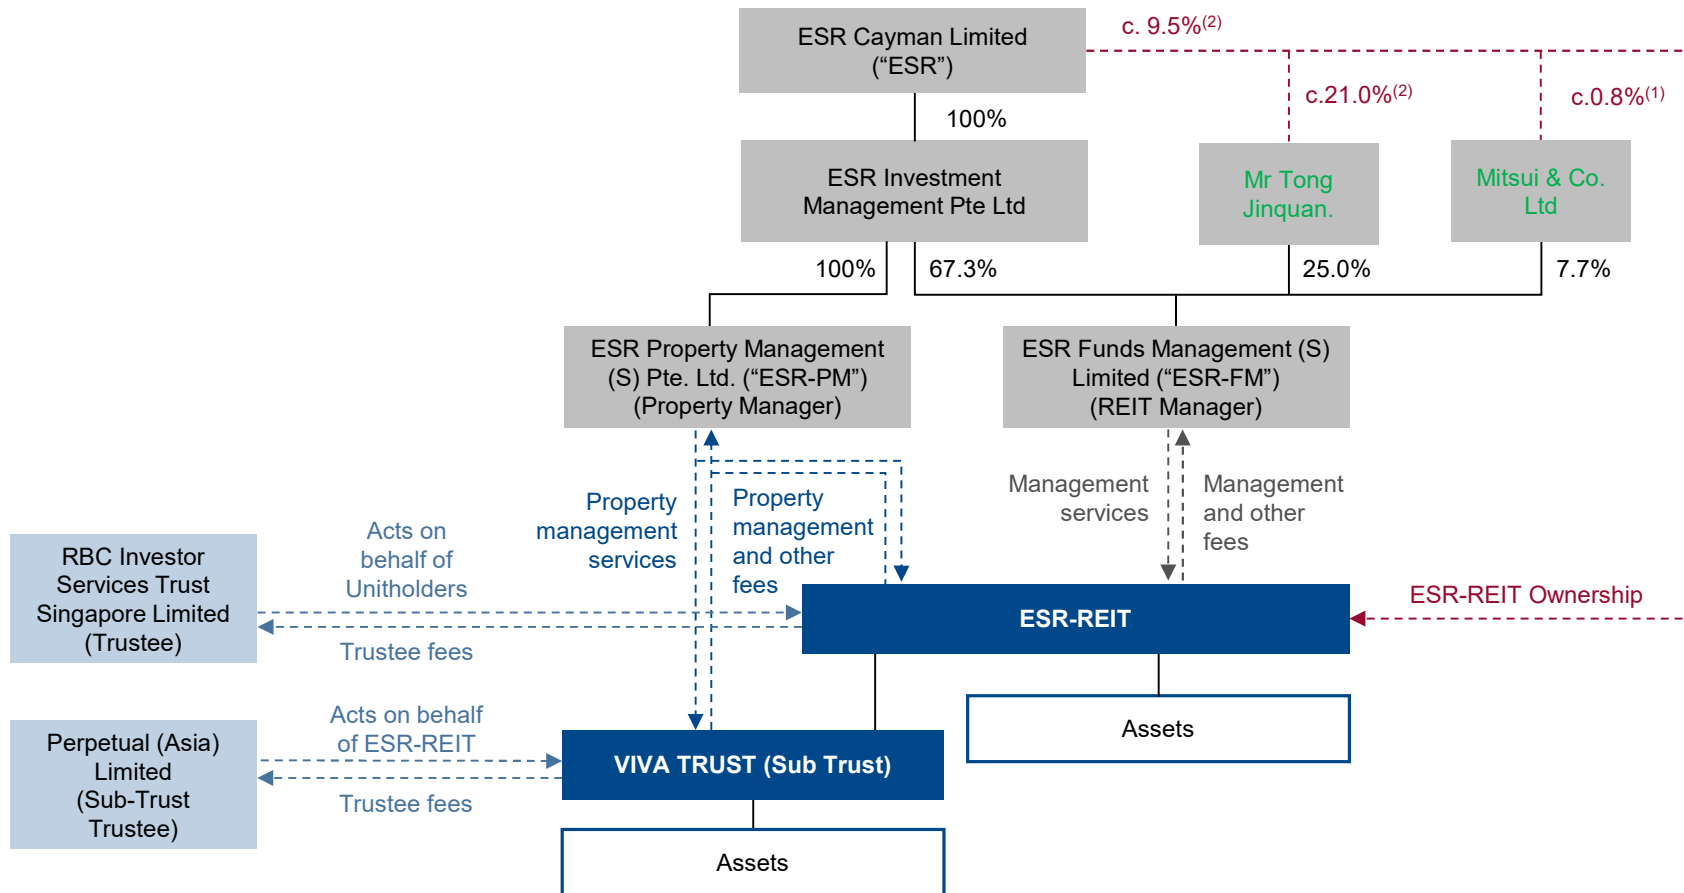 ESR Cayman Limited
(“ESR”)
c. 9.5%(2)
c.21.0%(2)
c.0.8%(1)
100%
ESR Investment
Management Pte Ltd
Mr Tong
Jinquan.
Mitsui & Co.
Ltd
100%
67.3%
25.0%
7.7%
ESR Property Management
(S) Pte. Ltd. (“ESR-PM”)
(Property Manager)
ESR Funds Management (S)
Limited (“ESR-FM”)
(REIT Manager)
Property
management
services
Property
management
and other
fees
Management
services
Management
and other
fees
RBC Investor
Services Trust
Singapore Limited
(Trustee)
Acts on
behalf of
Unitholders
Trustee fees
ESR-REIT
ESR-REIT Ownership
Assets
Perpetual (Asia)
Limited
(Sub-Trust
Trustee)
Acts on behalf
of ESR-REIT
Trustee fees
VIVA TRUST (Sub Trust)
Assets